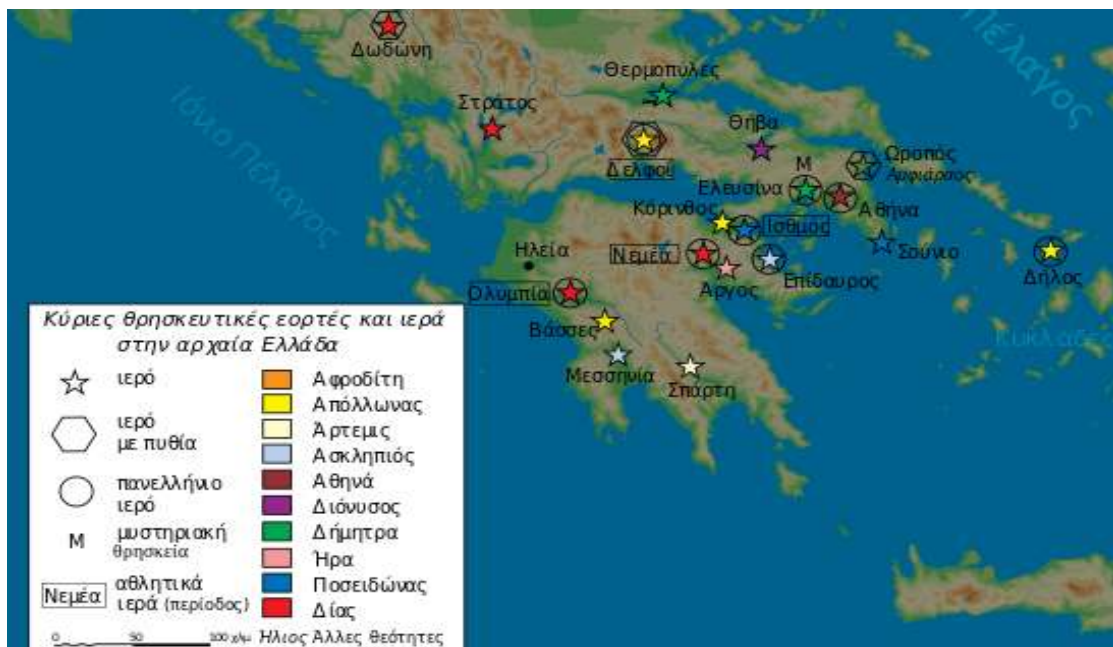 Δωδώνη
Πέλαγος
Θερμοπυλες
Ιόνιο Πέλαγος
Στράτος
Θήβα
Δελφοί
Μ
Ωρωπός
Αμφιάραος
Ελευσίνα
Αθήνα
Κόρινθος
Ισθμός
Σούνιο
Νεμέα
Ηλεία
Άργος
Επίδαυρος
Δήλος
Ολυμπία
Βάσσες
Κυκλάδες
Μεσσηνία
Σπάρτη
Κύριες θρησκευτικές εορτές και ιερά
στην αρχαία Ελλάδα
ιερό
ιερό
με πυθία
πανελλήνιο
ιερό
Μ μυστηριακή
θρησκεία
Νεμέα αθλητικά
ιερά (περίοδος)
0 50 100 χλμ
Αφροδίτη
Απόλλωνας
Άρτεμις
Ασκληπιός
Αθηνά
Διόνυσος
Δήμητρα
Ήρα
Ποσειδώνας
Δίας
Ήλιος Άλλες θεότητες